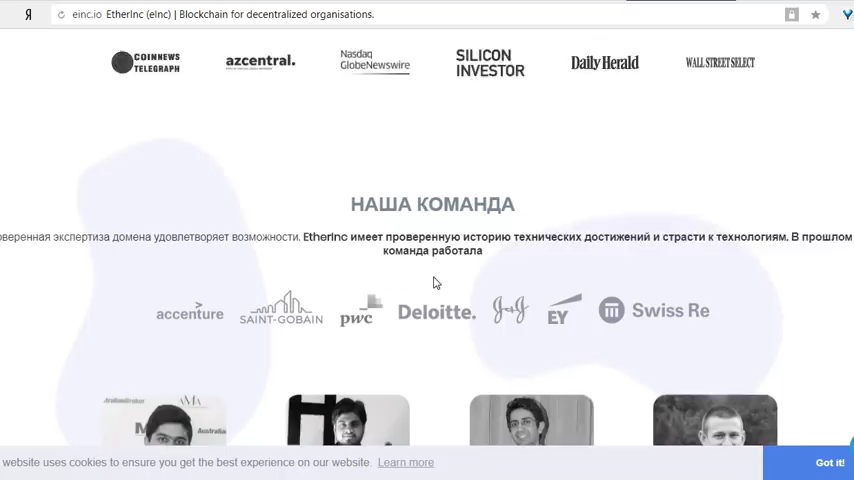 Я einc.io EtherInc (eInc) | Blockchain for decentralized organisations.
COINNEWS
TELEGRAPH
azcentral.
Nasdaq
GlobeNewswire
SILICON
INVESTOR
Daily Herald
WALL STREET SELECT
НАША КОМАНДА
оверенная экспертиза домена удовлетворяет возможности. EtherInc имеет проверенную историю технических достижений и страсти к технологиям. В прошлом
команда работала
accenture
SAINT-GOBAIN
pwc
Deloitte.
J+J
EY
Swiss Re
AMA
M
Australian
website uses cookies to ensure you get the best experience on our website. Learn more
Got it!